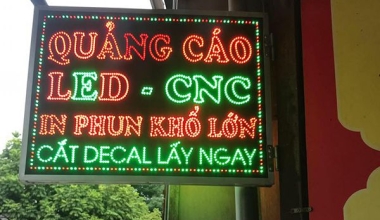 QUẢNG CÁO
LED - CNC
IN PHUN KHỔ LỚN
CẮT DECAL LẤY NGAY